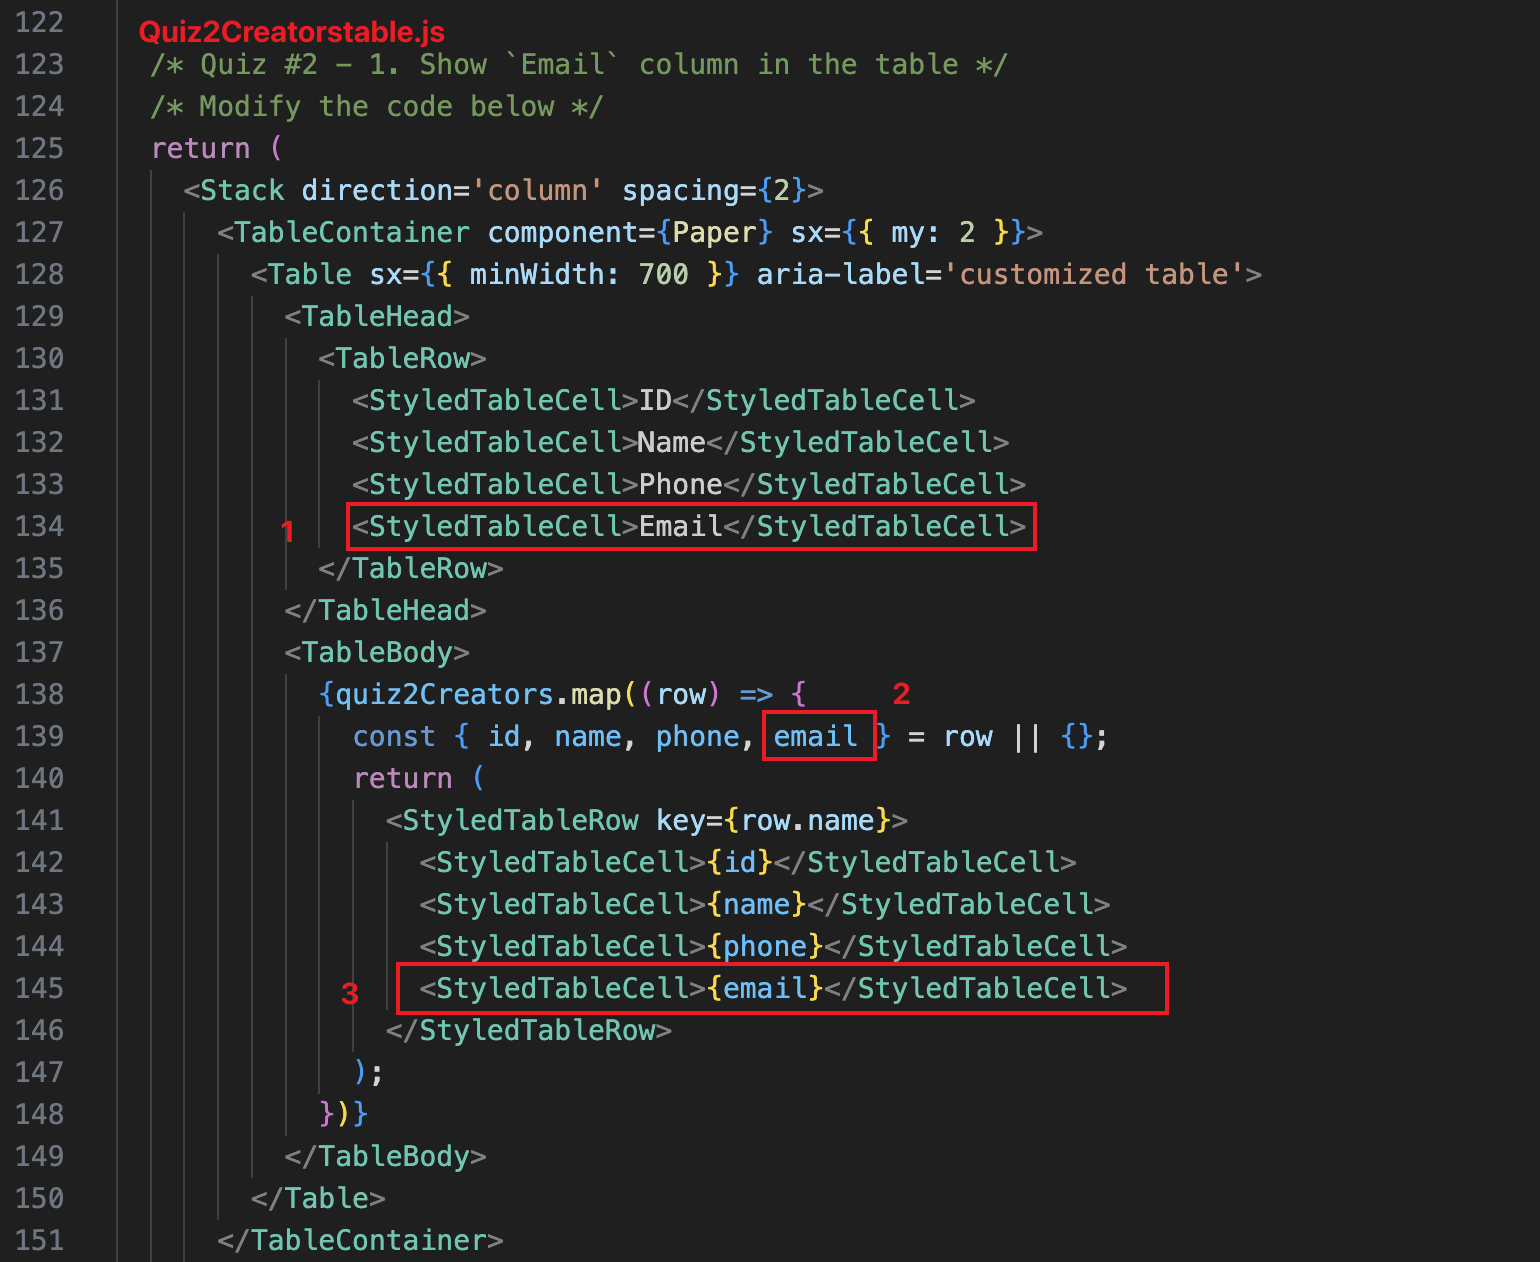 122
Quiz2Creatorstable.js
123 /* Quiz #2 - 1. Show `Email` column in the table */
124 /* Modify the code below */
125 return (
126 <Stack direction='column' spacing={2}>
127 <TableContainer component={Paper} sx={{ my: 2 }}>
128 <Table sx={{ minWidth: 700 }} aria-label='customized table'>
129 <TableHead>
130 <TableRow>
131 <StyledTableCell>ID</StyledTableCell>
132 <StyledTableCell>Name</StyledTableCell>
133 <StyledTableCell>Phone</StyledTableCell>
134 1 <StyledTableCell>Email</StyledTableCell>
135 </TableRow>
136 </TableHead>
137 <TableBody>
138 {quiz2Creators.map((row) => { 2
139 const { id, name, phone, email } = row || {};
140 return (
141 <StyledTableRow key={row.name}>
142 <StyledTableCell>{id}</StyledTableCell>
143 <StyledTableCell>{name}</StyledTableCell>
144 <StyledTableCell>{phone}</StyledTableCell>
145 3 <StyledTableCell>{email}</StyledTableCell>
146 </StyledTableRow>
147 );
148 })}
149 </TableBody>
150 </Table>
151 </TableContainer>